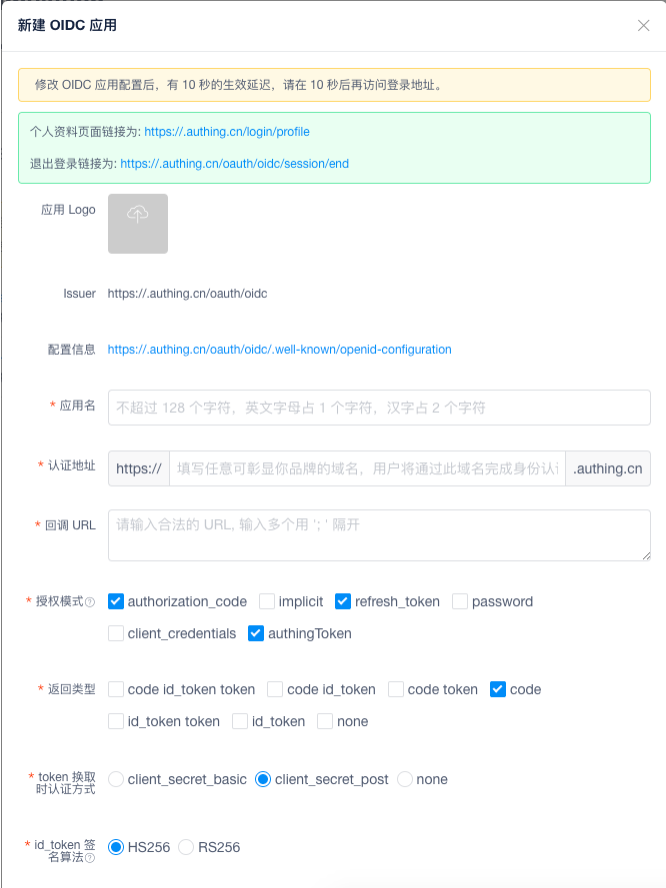 新建 OIDC 应用
修改 OIDC 应用配置后，有 10 秒的生效延迟，请在 10 秒后再访问登录地址。
个人资料页面链接为: https://.authing.cn/login/profile
退出登录链接为: https://.authing.cn/oauth/oidc/session/end
应用 Logo
Issuer https://.authing.cn/oauth/oidc
配置信息 https://.authing.cn/oauth/oidc/.well-known/openid-configuration
* 应用名 不超过 128 个字符，英文字母占 1 个字符，汉字占 2 个字符
* 认证地址 https:// 填写任意可彰显你品牌的域名，用户将通过此域名完成身份认 .authing.cn
* 回调 URL 请输入合法的 URL, 输入多个用 '; ' 隔开
* 授权模式 authorization_code implicit refresh_token password
client_credentials authingToken
* 返回类型 code id_token token code id_token code token code
id_token token id_token none
* token 换取
时认证方式 client_secret_basic client_secret_post none
* id_token 签
名算法 HS256 RS256